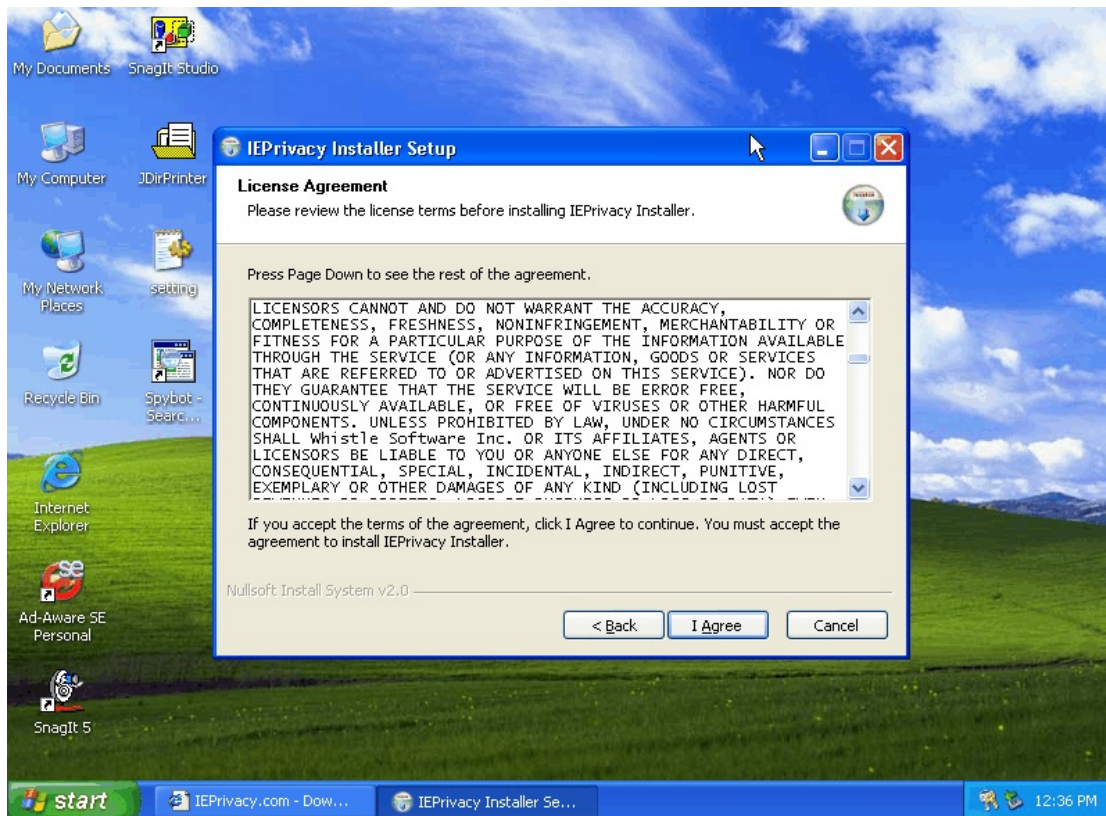 My Documents
SnagIt Studio
My Computer
JDirPrinter
My Network
Places
setting
Recycle Bin
Spybot -
Searc...
Internet
Explorer
Ad-Aware SE
Personal
SnagIt 5
IEPrivacy Installer Setup
License Agreement
Please review the license terms before installing IEPrivacy Installer.
Press Page Down to see the rest of the agreement.
LICENSORS CANNOT AND DO NOT WARRANT THE ACCURACY,
COMPLETENESS, FRESHNESS, NONINFRINGEMENT, MERCHANTABILITY OR
FITNESS FOR A PARTICULAR PURPOSE OF THE INFORMATION AVAILABLE
THROUGH THE SERVICE (OR ANY INFORMATION, GOODS OR SERVICES
THAT ARE REFERRED TO OR ADVERTISED ON THIS SERVICE). NOR DO
THEY GUARANTEE THAT THE SERVICE WILL BE ERROR FREE,
CONTINUOUSLY AVAILABLE, OR FREE OF VIRUSES OR OTHER HARMFUL
COMPONENTS. UNLESS PROHIBITED BY LAW, UNDER NO CIRCUMSTANCES
SHALL Whistle Software Inc. OR ITS AFFILIATES, AGENTS OR
LICENSORS BE LIABLE TO YOU OR ANYONE ELSE FOR ANY DIRECT,
CONSEQUENTIAL, SPECIAL, INCIDENTAL, INDIRECT, PUNITIVE,
EXEMPLARY OR OTHER DAMAGES OF ANY KIND (INCLUDING LOST
If you accept the terms of the agreement, click I Agree to continue. You must accept the
agreement to install IEPrivacy Installer.
Nullsoft Install System v2.0
< Back
I Agree
Cancel
start
IEPrivacy.com - Dow...
IEPrivacy Installer Se...
12:36 PM